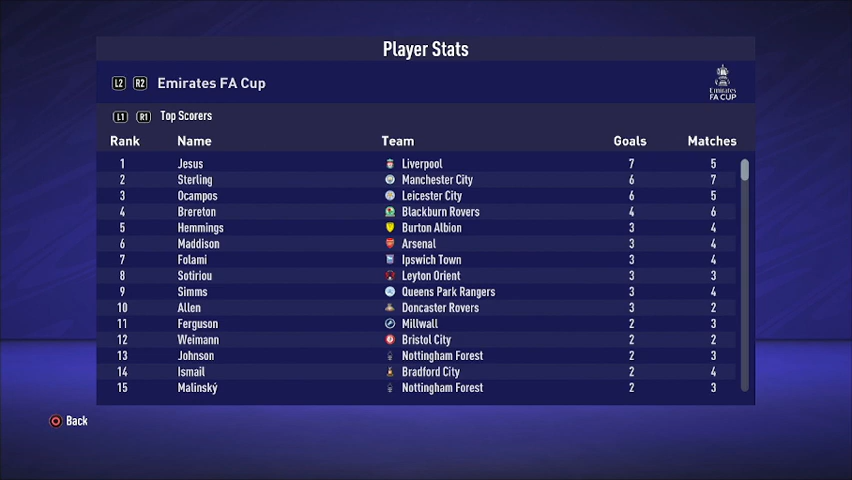 Player Stats
L2 R2 Emirates FA Cup
Emirates
FA CUP
L1 R1 Top Scorers
Rank Name Team Goals Matches
1 Jesus Liverpool 7 5
2 Sterling Manchester City 6 7
3 Ocampos Leicester City 6 5
4 Brereton Blackburn Rovers 4 6
5 Hemmings Burton Albion 3 4
6 Maddison Arsenal 3 4
7 Folami Ipswich Town 3 4
8 Sotiriou Leyton Orient 3 3
9 Simms Queens Park Rangers 3 4
10 Allen Doncaster Rovers 3 2
11 Ferguson Millwall 2 3
12 Weimann Bristol City 2 2
13 Johnson Nottingham Forest 2 3
14 Ismail Bradford City 2 4
15 Malinský Nottingham Forest 2 3
Back